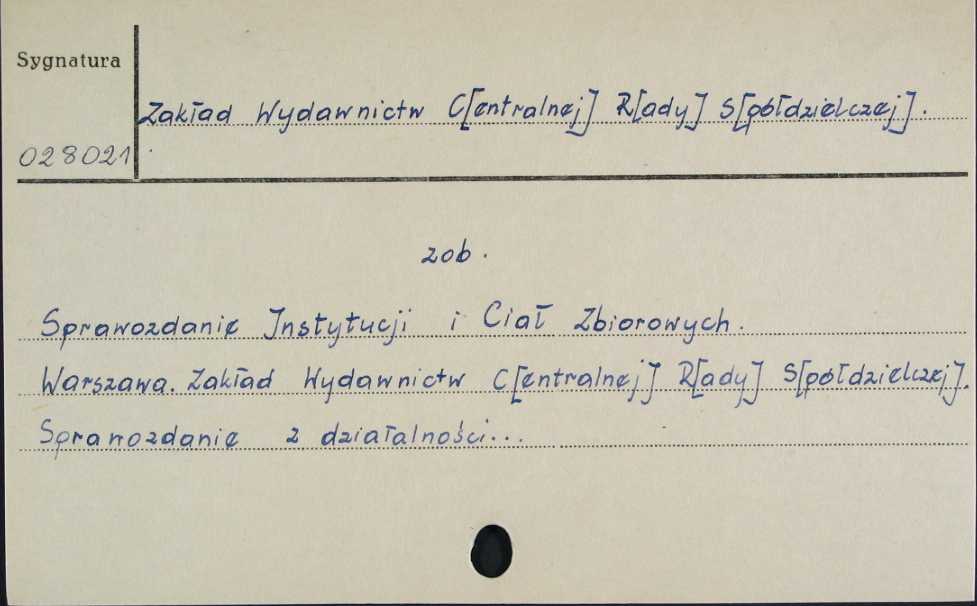 Sygnatura
Zakład Wydawnictw C[entralnej] R[ady] S[półdzielczej].
028021
zob.
Sprawozdanie Instytucji i Ciał Zbiorowych.
Warszawa. Zakład Wydawnictw C[entralnej] R[ady] S[półdzielczej].
Sprawozdanie z działalności...